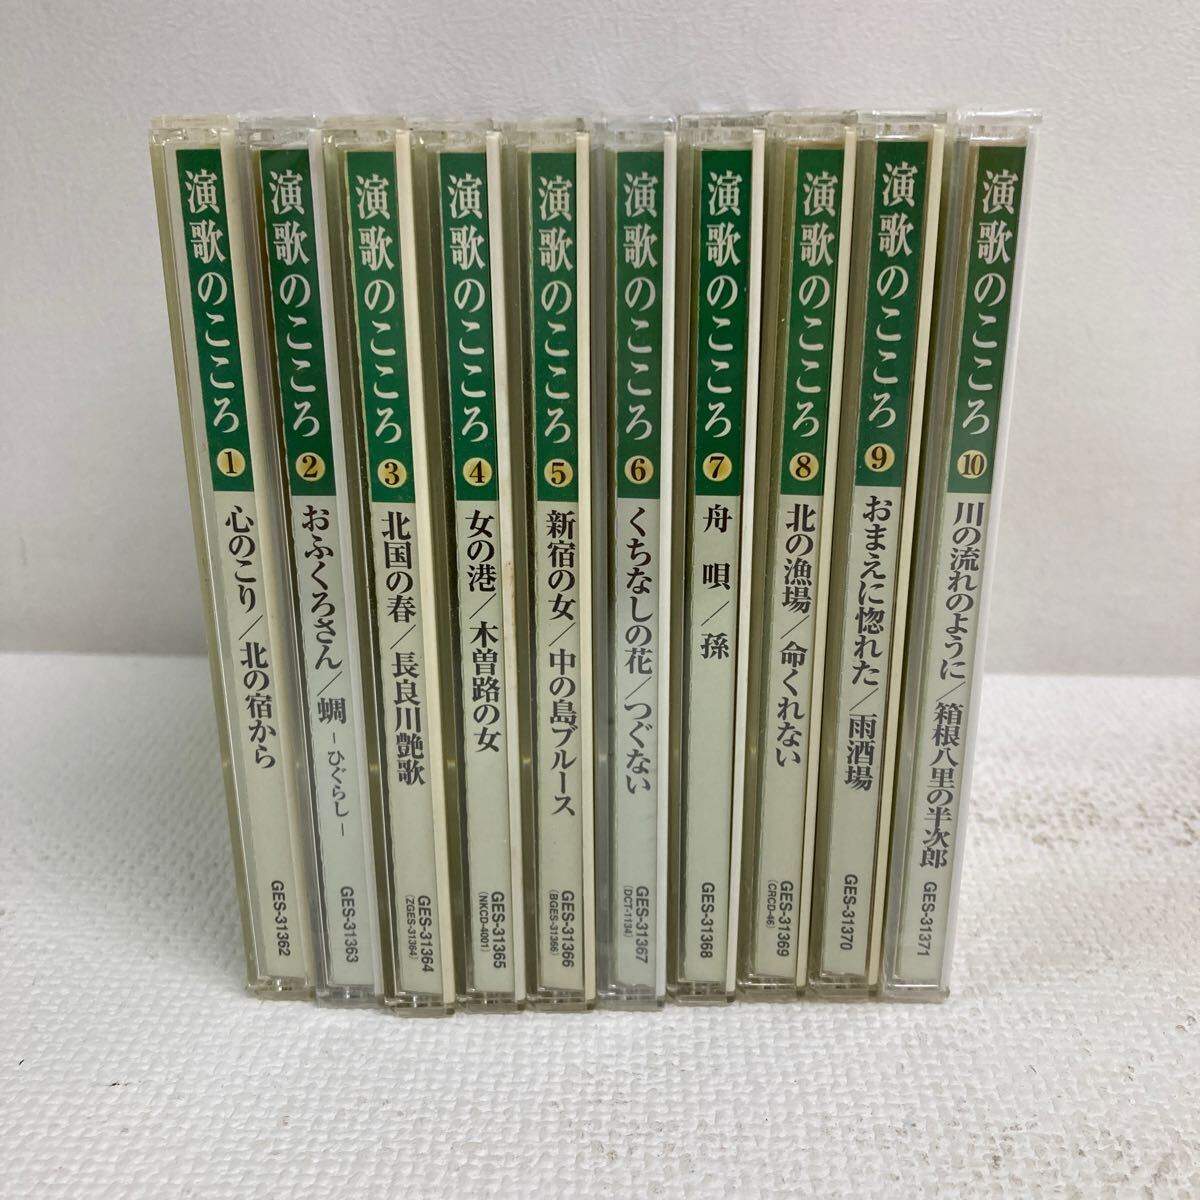 演歌のこころ 1 心のこり/北の宿から GES-31362
演歌のこころ 2 おふくろさん/蜩 -ひぐらし- GES-31363
演歌のこころ 3 北国の春/長良川艶歌 GES-31364
(ZGES-31364)
演歌のこころ 4 女の港/木曽路の女 GES-31365
(NKCD-4001)
演歌のこころ 5 新宿の女/中の島ブルース GES-31366
(BGES-31366)
演歌のこころ 6 くちなしの花/つぐない GES-31367
(DCT-1134)
演歌のこころ 7 舟唄/孫 GES-31368
演歌のこころ 8 北の漁場/命くれない GES-31369
(CRCD-46)
演歌のこころ 9 おまえに惚れた/雨酒場 GES-31370
演歌のこころ 10 川の流れのように/箱根八里の半次郎 GES-31371